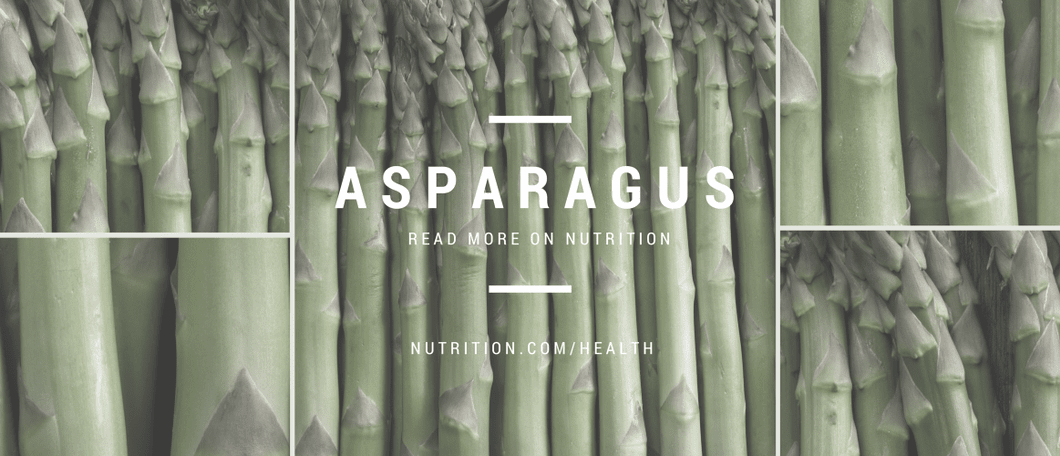 ASPARAGUS
READ MORE ON NUTRITION
NUTRITION.COM/HEALTH